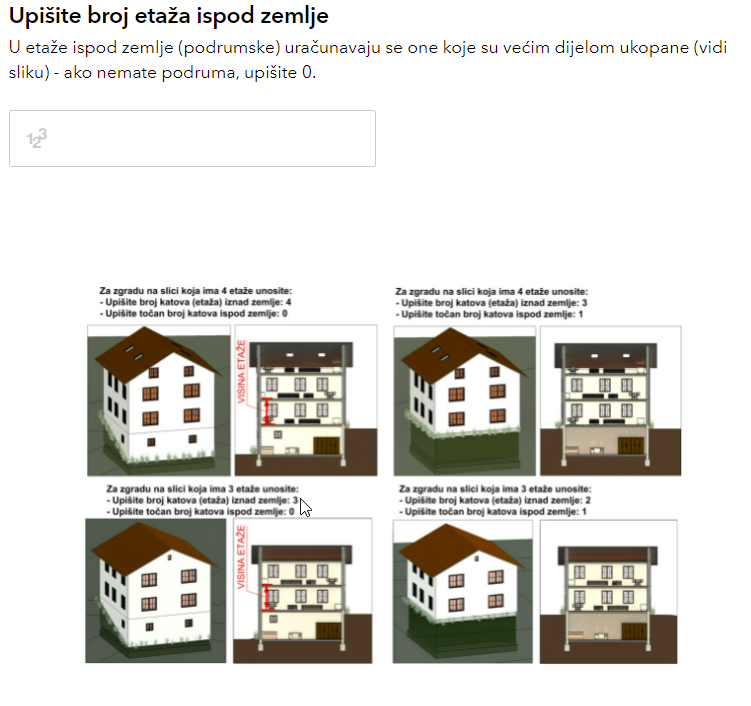 Upišite broj etaža ispod zemlje
U etaže ispod zemlje (podrumske) uračunavaju se one koje su većim dijelom ukopane (vidi
sliku) - ako nemate podruma, upišite 0.
123
Za zgradu na slici koja ima 4 etaže unosite:
- Upišite broj katova (etaža) iznad zemlje: 4
- Upišite točan broj katova ispod zemlje: 0
Za zgradu na slici koja ima 4 etaže unosite:
- Upišite broj katova (etaža) iznad zemlje: 3
- Upišite točan broj katova ispod zemlje: 1
VISINA ETAŽE
Za zgradu na slici koja ima 3 etaže unosite:
- Upišite broj katova (etaža) iznad zemlje: 3
- Upišite točan broj katova ispod zemlje: 0
Za zgradu na slici koja ima 3 etaže unosite:
- Upišite broj katova (etaža) iznad zemlje: 2
- Upišite točan broj katova ispod zemlje: 1
VISINA ETAŽE